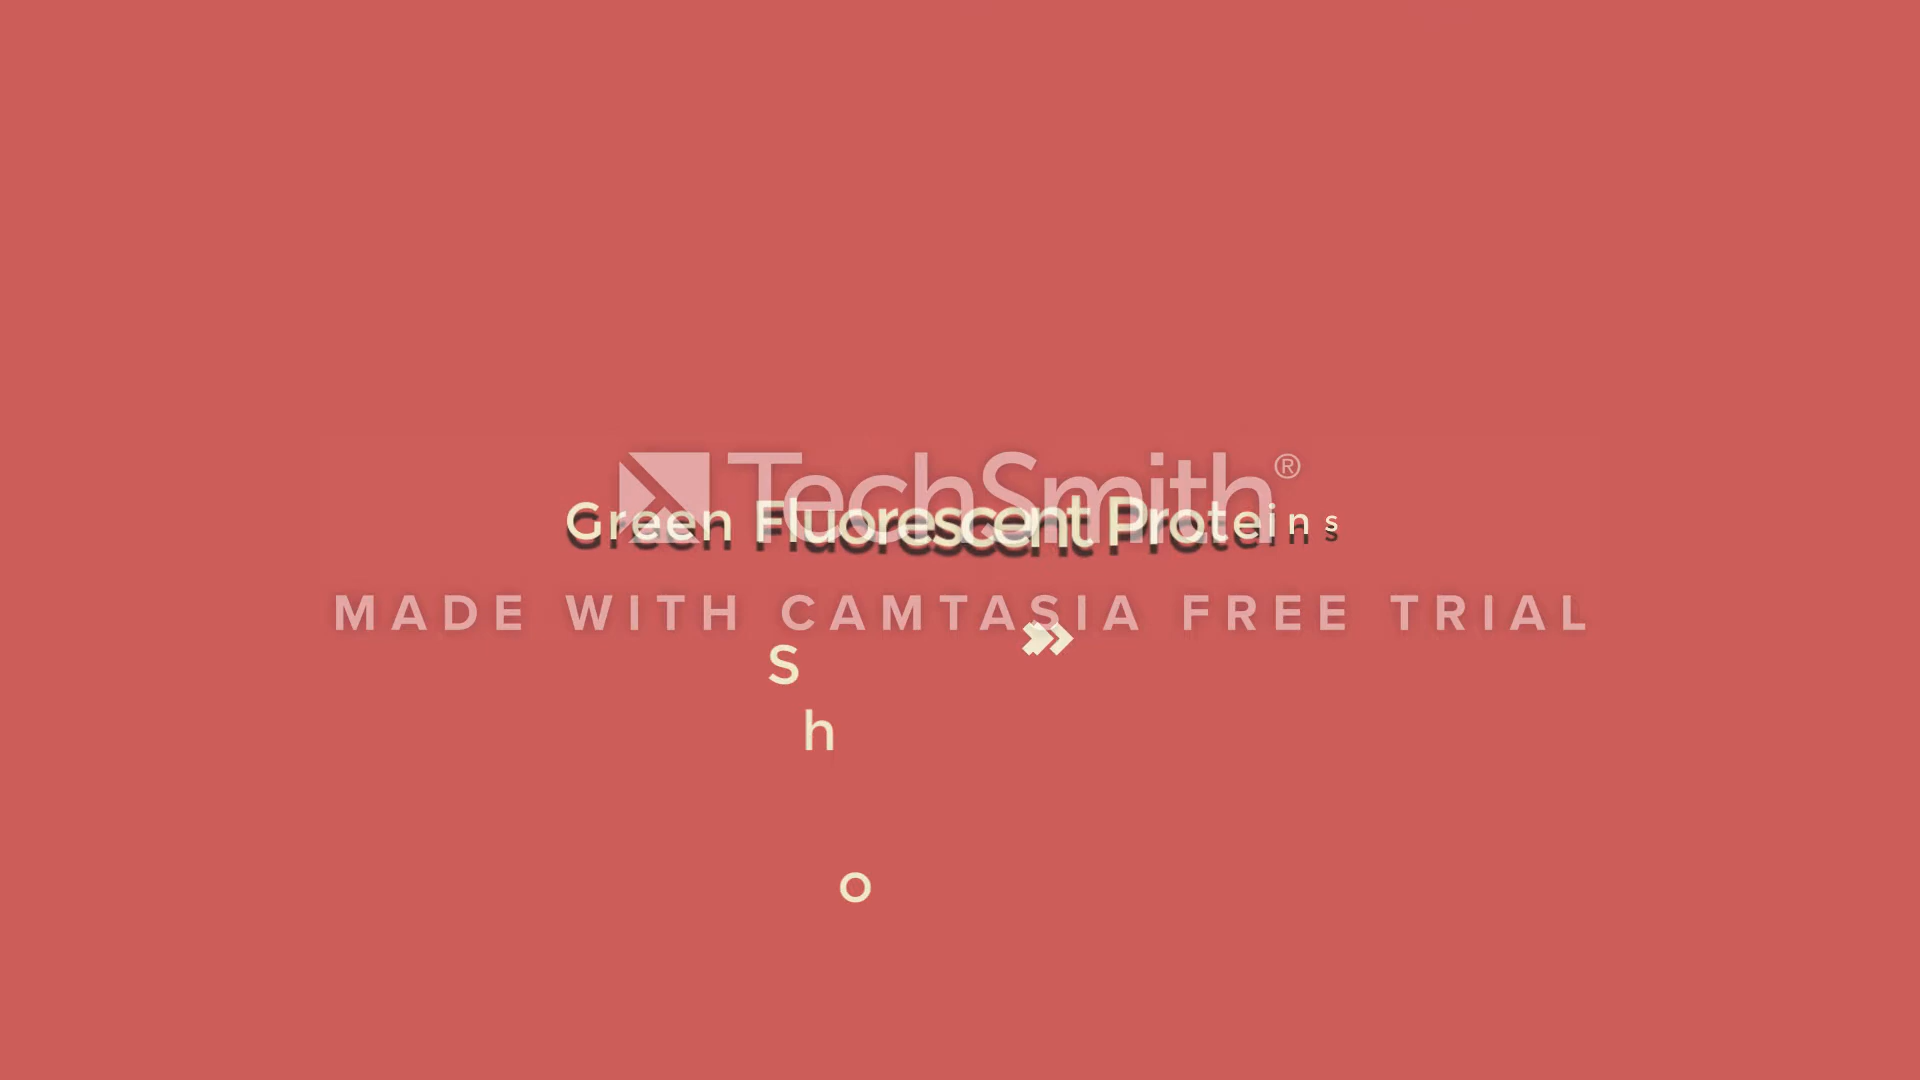 TechSmith®
Green Fluorescent Proteins
MADE WITH CAMTASIA FREE TRIAL
S
h
o